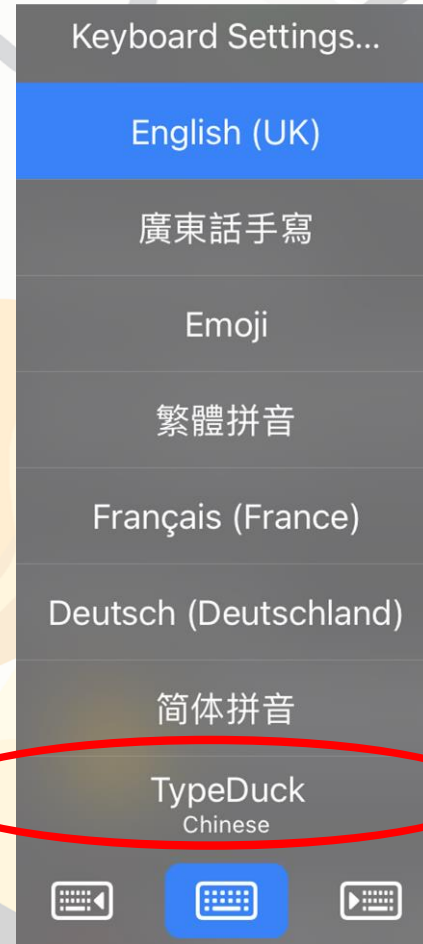 Keyboard Settings...
English (UK)
廣東話手寫
Emoji
繁體拼音
Français (France)
Deutsch (Deutschland)
简体拼音
TypeDuck
Chinese